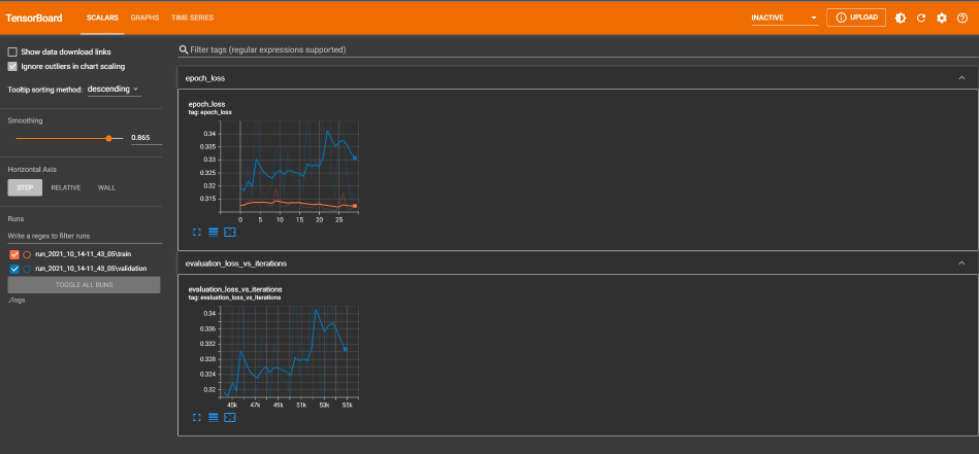 TensorBoard SCALARS GRAPHS TIME SERIES INACTIVE UPLOAD
Show data download links
Ignore outliers in chart scaling
Tooltip sorting method: descending
Smoothing
0.865
Horizontal Axis
STEP RELATIVE WALL
Runs
Write a regex to filter runs
run_2021_10_14-11_43_05\train
run_2021_10_14-11_43_05\validation
TOGGLE ALL RUNS
./logs
Filter tags (regular expressions supported)
epoch_loss
epoch_loss
tag: epoch_loss
0.34
0.335
0.33
0.325
0.32
0.315
0 5 10 15 20 25
evaluation_loss_vs_iterations
evaluation_loss_vs_iterations
tag: evaluation_loss_vs_iterations
0.34
0.336
0.332
0.328
0.324
0.32
45k 47k 49k 51k 53k 55k